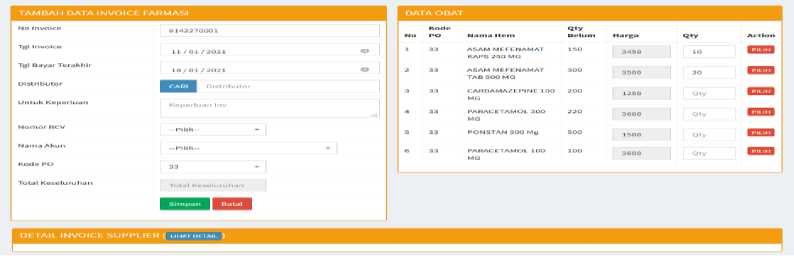 TAMBAH DATA INVOICE FARMASI
No Invoice 9142270001
Tgl Invoice 11 / 01 / 2021
Tgl Bayar Terakhir 18 / 01 / 2021
Distributor CARI Distributor
Untuk Keperluan Keperluan Inv
Nomor RCV --Pilih--
Nama Akun --Pilih--
Kode PO 33
Total Keseluruhan Total Keseluruhan
Simpan Batal
DATA OBAT
No Kode PO Nama Item Qty Belum Harga Qty Action
1 33 ASAM MEFENAMAT KAPS 250 MG 150 3450 10 PILIH
2 33 ASAM MEFENAMAT TAB 500 MG 300 3500 20 PILIH
3 33 CARBAMAZEPINE 100 MG 200 1250 Qty PILIH
4 33 PARACETAMOL 300 MG 220 3600 Qty PILIH
5 33 PONSTAN 500 Mg 500 1500 Qty PILIH
6 33 PARACETAMOL 100 MG 100 3600 Qty PILIH
DETAIL INVOICE SUPPLIER ( LIHAT DETAIL )